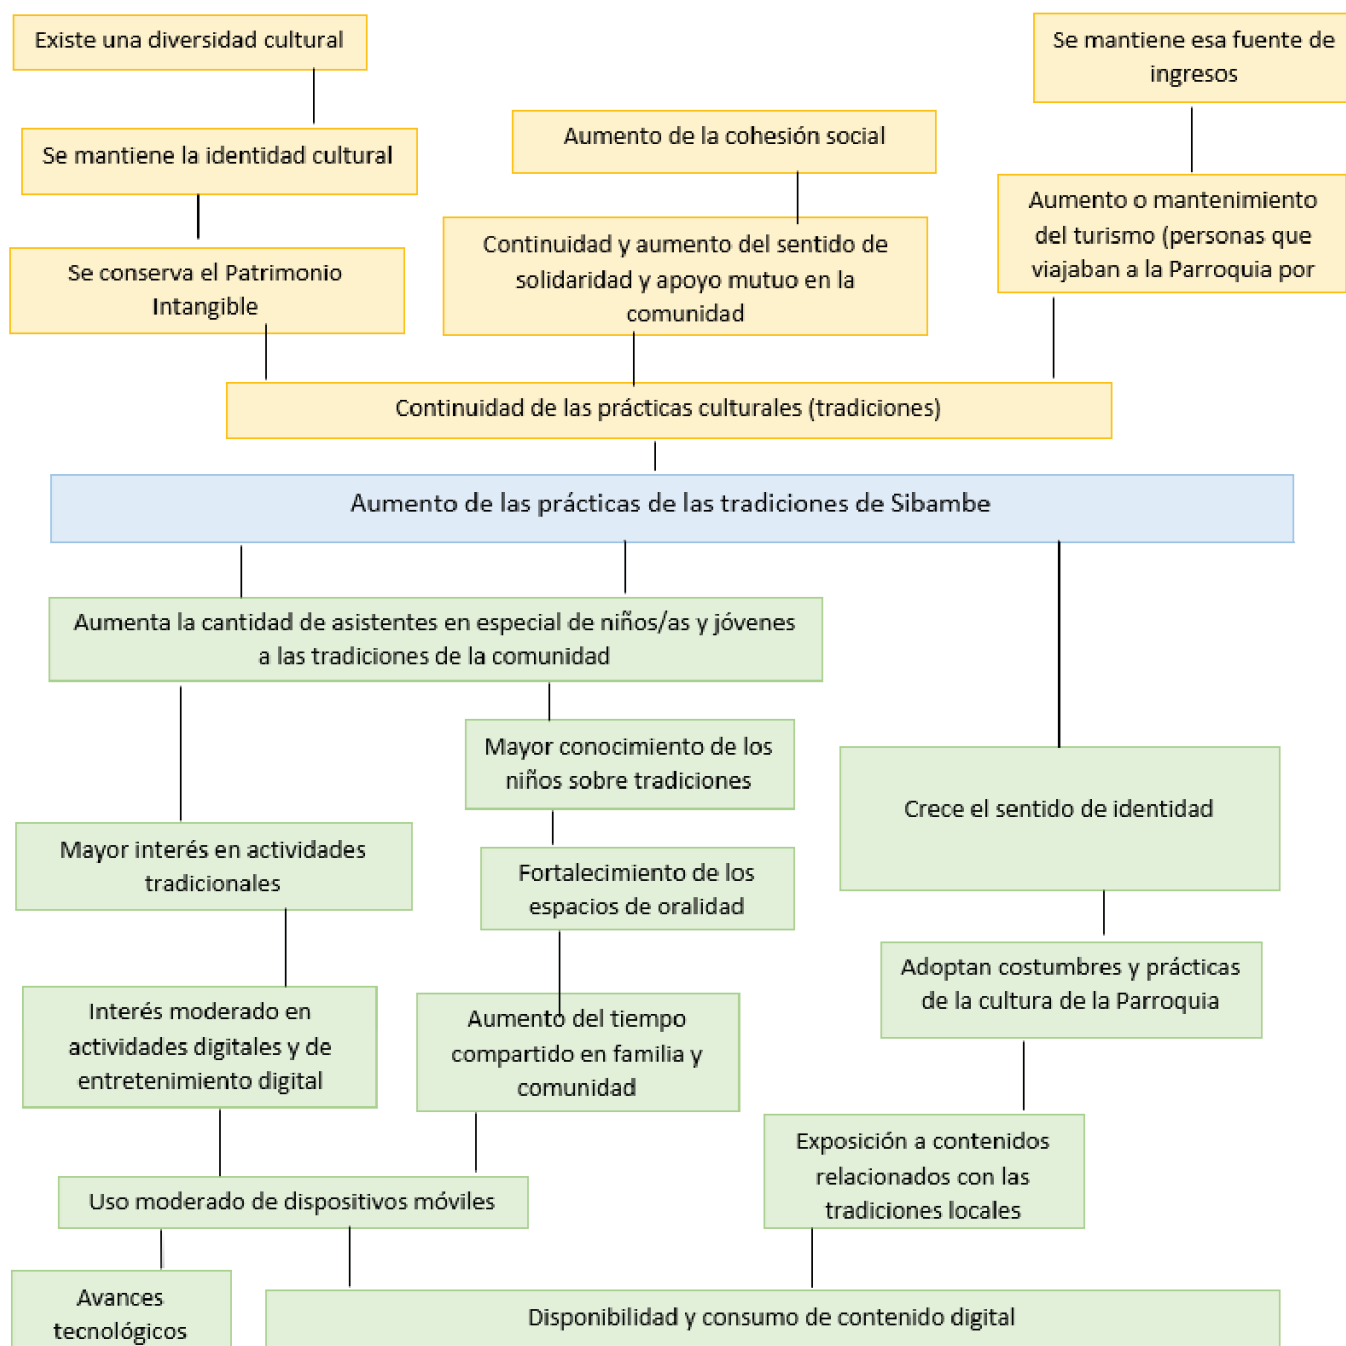 Existe una diversidad cultural
Se mantiene esa fuente de
ingresos
Aumento de la cohesión social
Se mantiene la identidad cultural
Aumento o mantenimiento
del turismo (personas que
viajaban a la Parroquia por
Continuidad y aumento del sentido de
solidaridad y apoyo mutuo en la
comunidad
Se conserva el Patrimonio
Intangible
Continuidad de las prácticas culturales (tradiciones)
Aumento de las prácticas de las tradiciones de Sibambe
Aumenta la cantidad de asistentes en especial de niños/as y jóvenes
a las tradiciones de la comunidad
Mayor conocimiento de los
niños sobre tradiciones
Crece el sentido de identidad
Mayor interés en actividades
tradicionales
Fortalecimiento de los
espacios de oralidad
Adoptan costumbres y prácticas
de la cultura de la Parroquia
Interés moderado en
actividades digitales y de
entretenimiento digital
Aumento del tiempo
compartido en familia y
comunidad
Exposición a contenidos
relacionados con las
tradiciones locales
Uso moderado de dispositivos móviles
Avances
tecnológicos
Disponibilidad y consumo de contenido digital